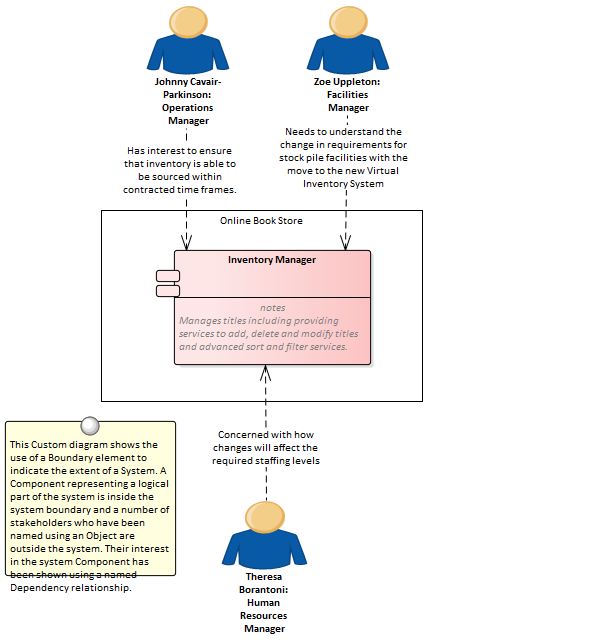 Johnny Cavair-
Parkinson:
Operations
Manager
Zoe Uppleton:
Facilities
Manager
Has interest to ensure
that inventory is able to
be sourced within
contracted time frames.
Needs to understand the
change in requirements for
stock pile facilities with the
move to the new Virtual
Inventory System
Online Book Store
Inventory Manager
notes
Manages titles including providing
services to add, delete and modify titles
and advanced sort and filter services.
Concerned with how
changes will affect the
required staffing levels
This Custom diagram shows the
use of a Boundary element to
indicate the extent of a System. A
Component representing a logical
part of the system is inside the
system boundary and a number of
stakeholders who have been
named using an Object are
outside the system. Their interest
in the system Component has
been shown using a named
Dependency relationship.
Theresa
Borantoni:
Human
Resources
Manager